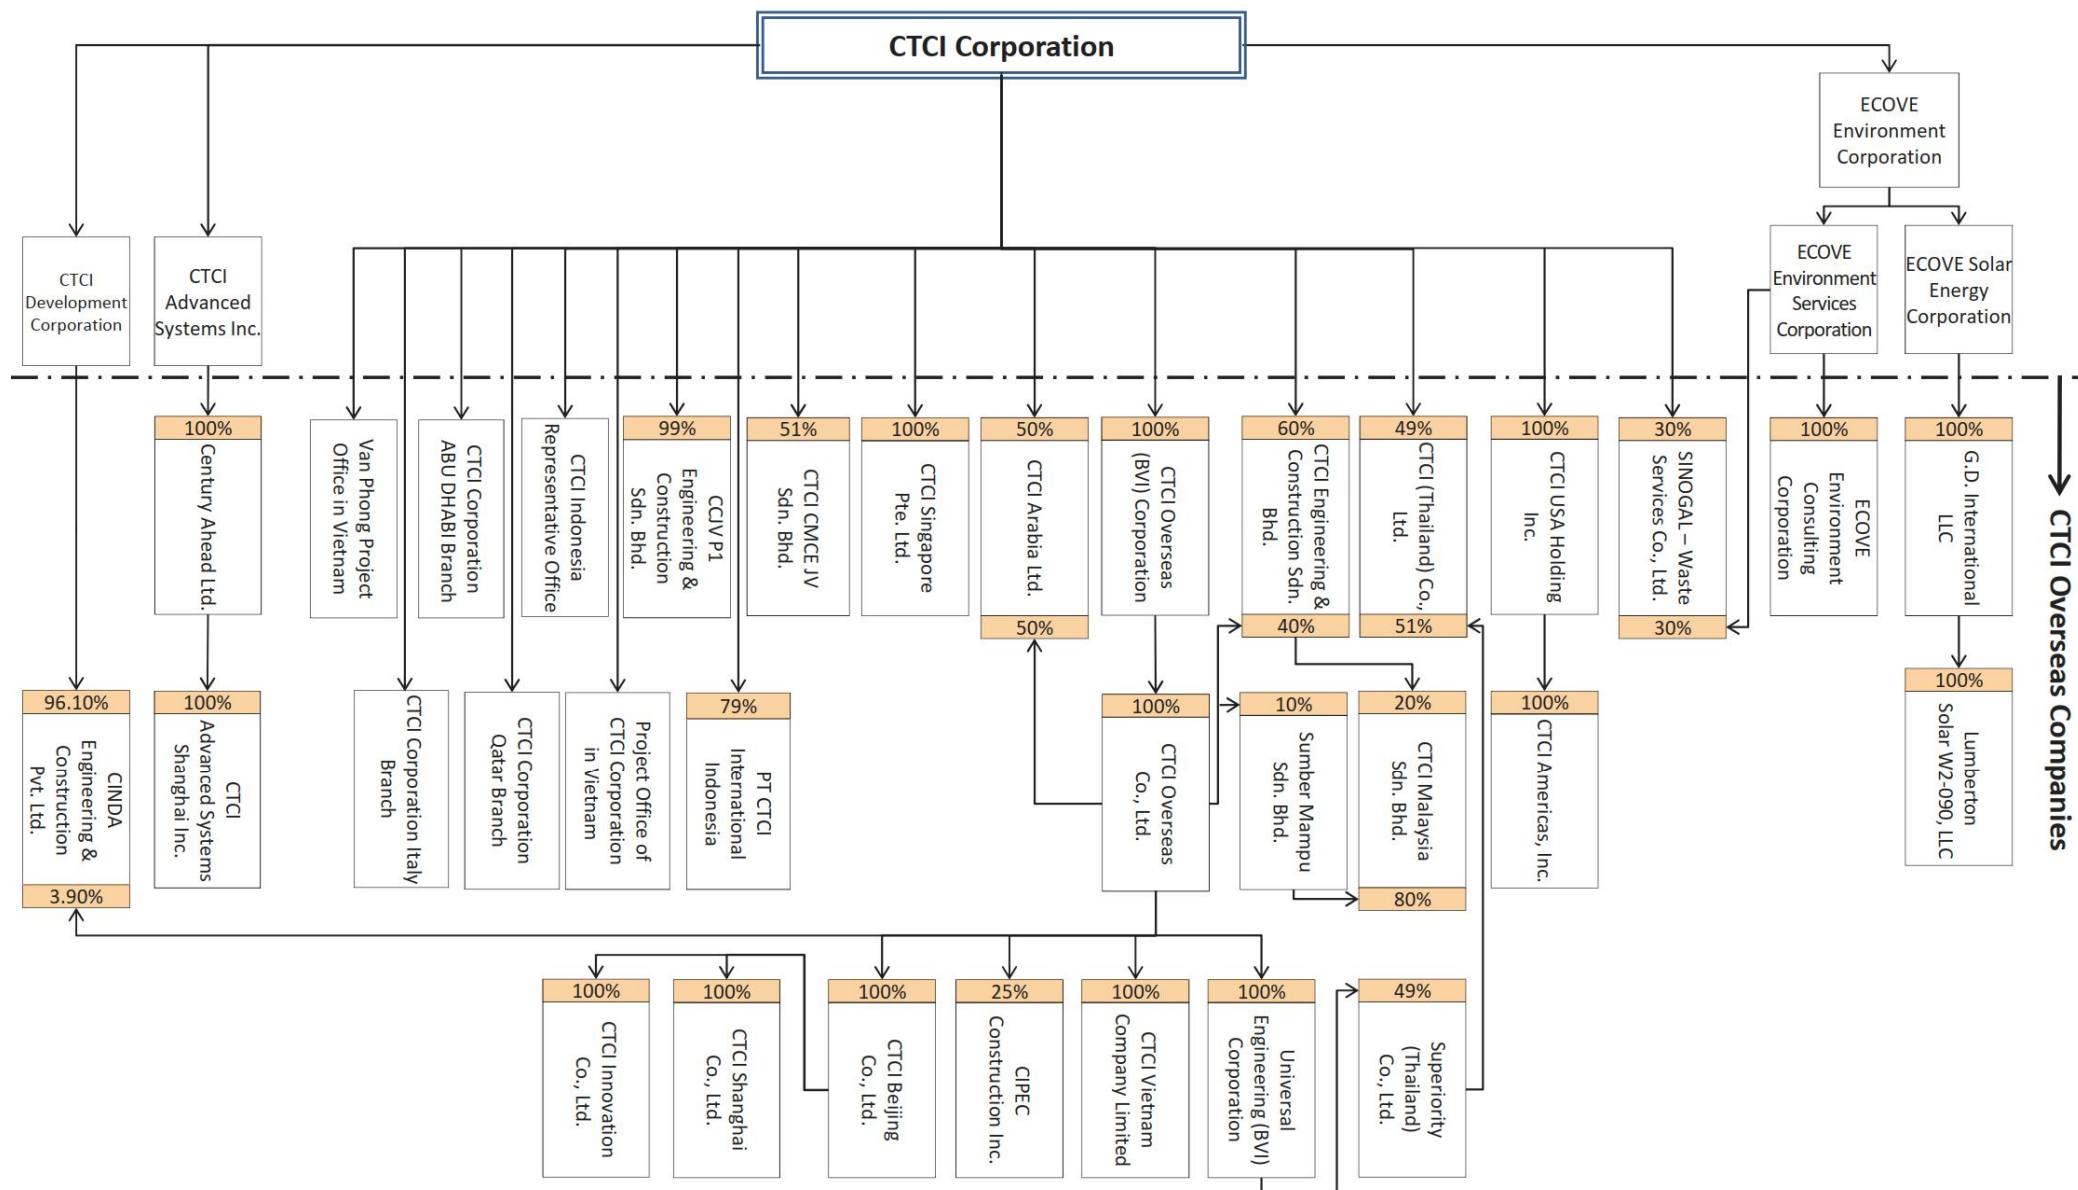 CTCI Corporation
ECOVE
Environment
Corporation
CTCI
Development
Corporation
CTCI
Advanced
Systems Inc.
ECOVE
Environment
Services
Corporation
ECOVE Solar
Energy
Corporation
100%
Century Ahead Ltd.
Van Phong Project
Office in Vietnam
CTCI Corporation
ABU DHABI Branch
CTCI Indonesia
Representative Office
99%
CCJV P1
Engineering &
Construction
Sdn. Bhd.
51%
CTCI CMCE JV
Sdn. Bhd.
100%
CTCI Singapore
Pte. Ltd.
50%
CTCI Arabia Ltd.
50%
100%
CTCI Overseas
(BVI) Corporation
60%
CTCI Engineering &
Construction Sdn.
Bhd.
40%
49%
CTCI (Thailand) Co.,
Ltd.
51%
100%
CTCI USA Holding
Inc.
30%
SINOGAL – Waste
Services Co., Ltd.
30%
100%
ECOVE
Environment
Consulting
Corporation
100%
G.D. International
LLC
CTCI Overseas Companies
96.10%
CINDA
Engineering &
Construction
Pvt. Ltd.
3.90%
100%
CTCI
Advanced Systems
Shanghai Inc.
CTCI Corporation Italy
Branch
CTCI Corporation
Qatar Branch
Project Office of
CTCI Corporation
in Vietnam
79%
PT CTCI
International
Indonesia
100%
CTCI Overseas
Co., Ltd.
10%
Sumber Mampu
Sdn. Bhd.
20%
CTCI Malaysia
Sdn. Bhd.
80%
100%
CTCI Americas, Inc.
100%
Lumberton
Solar W2-090, LLC
100%
CTCI Innovation
Co., Ltd.
100%
CTCI Shanghai
Co., Ltd.
100%
CTCI Beijing
Co., Ltd.
25%
CIPEC
Construction Inc.
100%
CTCI Vietnam
Company Limited
100%
Universal
Engineering (BVI)
Corporation
49%
Superiority
(Thailand)
Co., Ltd.